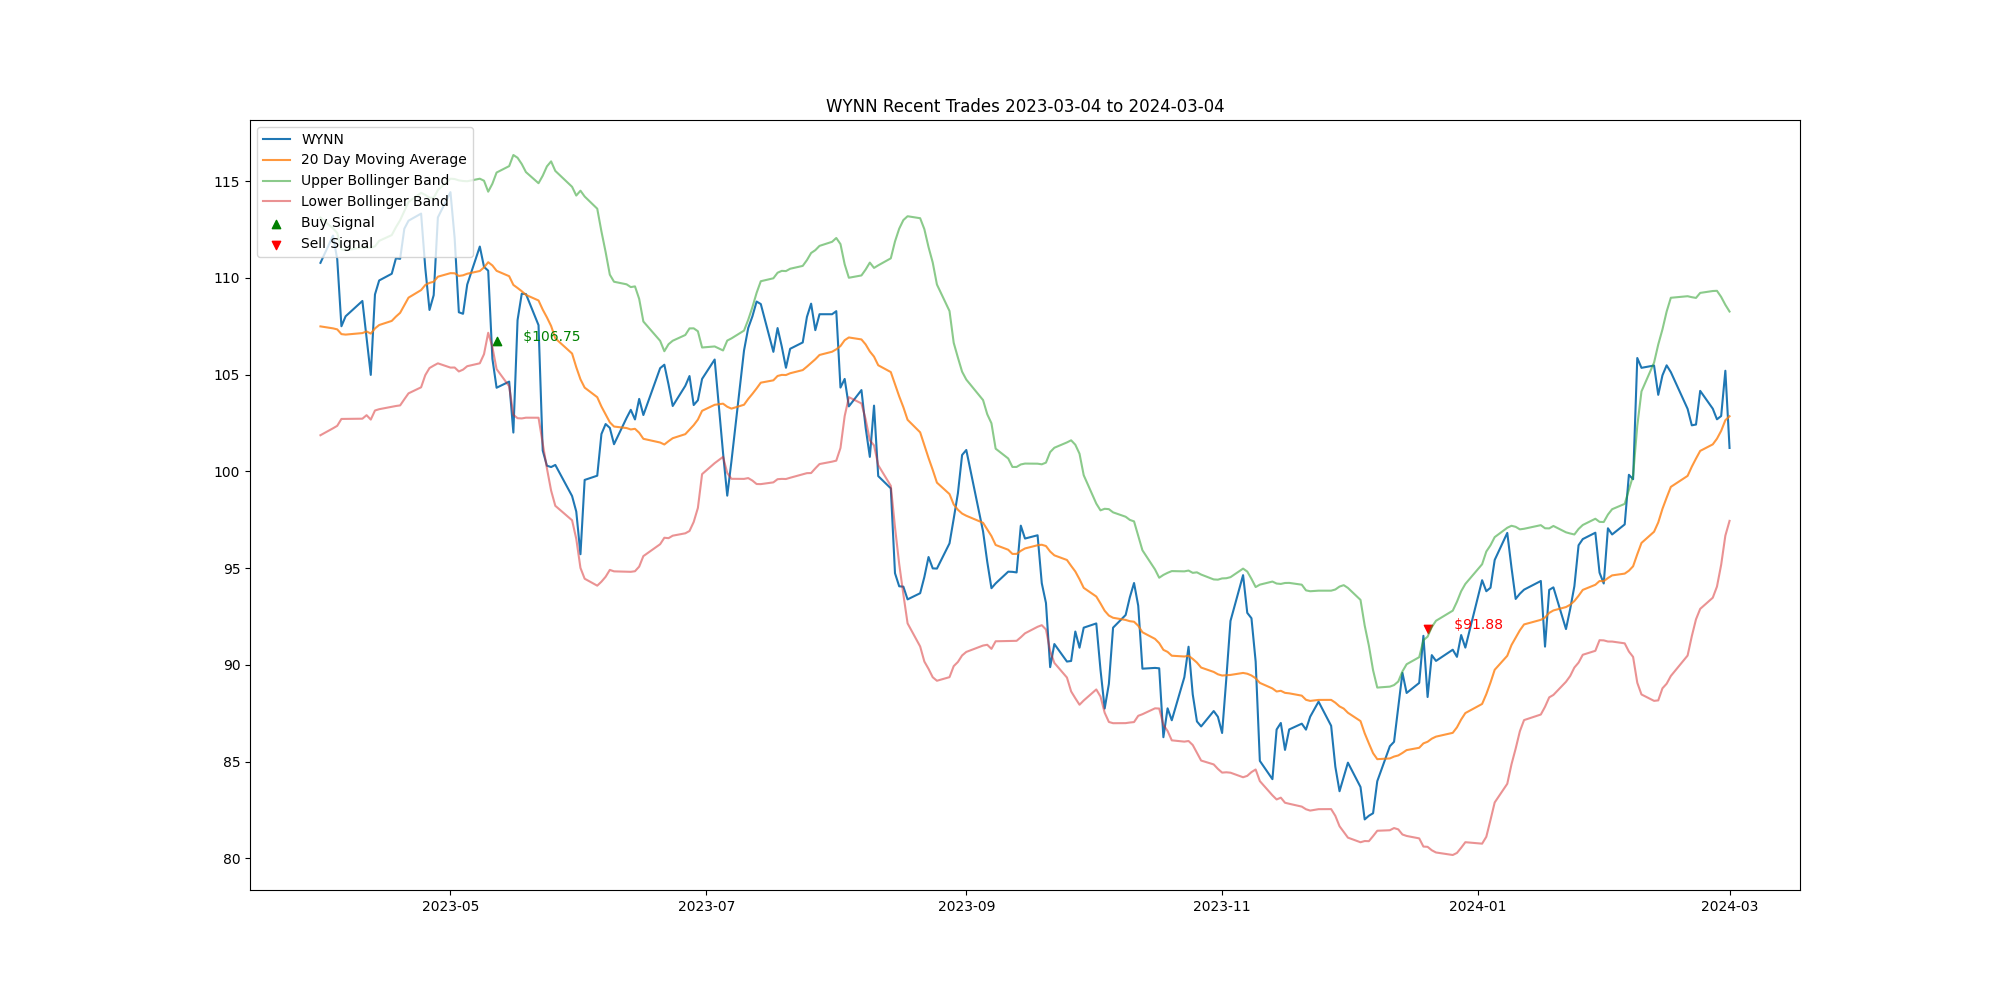 WYNN Recent Trades 2023-03-04 to 2024-03-04
WYNN
20 Day Moving Average
Upper Bollinger Band
Lower Bollinger Band
Buy Signal
Sell Signal
115
110
105
100
95
90
85
80
$106.75
$91.88
2023-05
2023-07
2023-09
2023-11
2024-01
2024-03